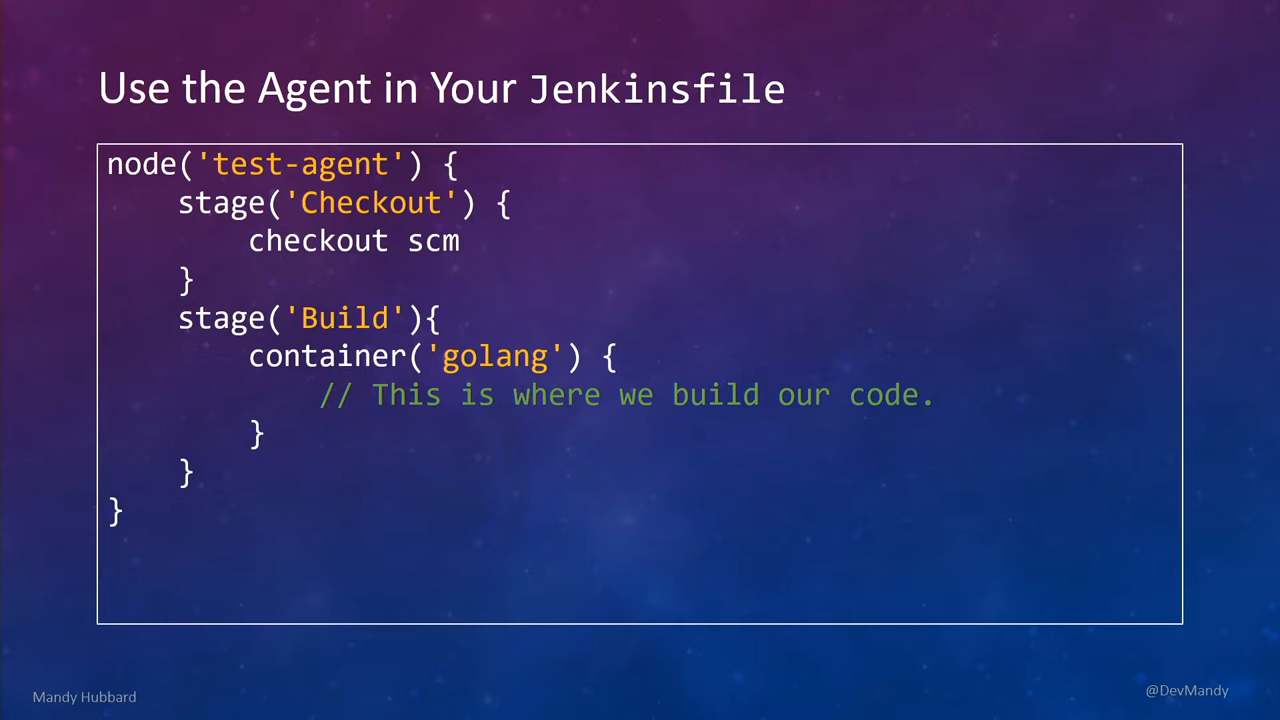 Use the Agent in Your Jenkinsfile
node('test-agent') {
    stage('Checkout') {
        checkout scm
    }
    stage('Build'){
        container('golang') {
            // This is where we build our code.
        }
    }
}
Mandy Hubbard
@DevMandy